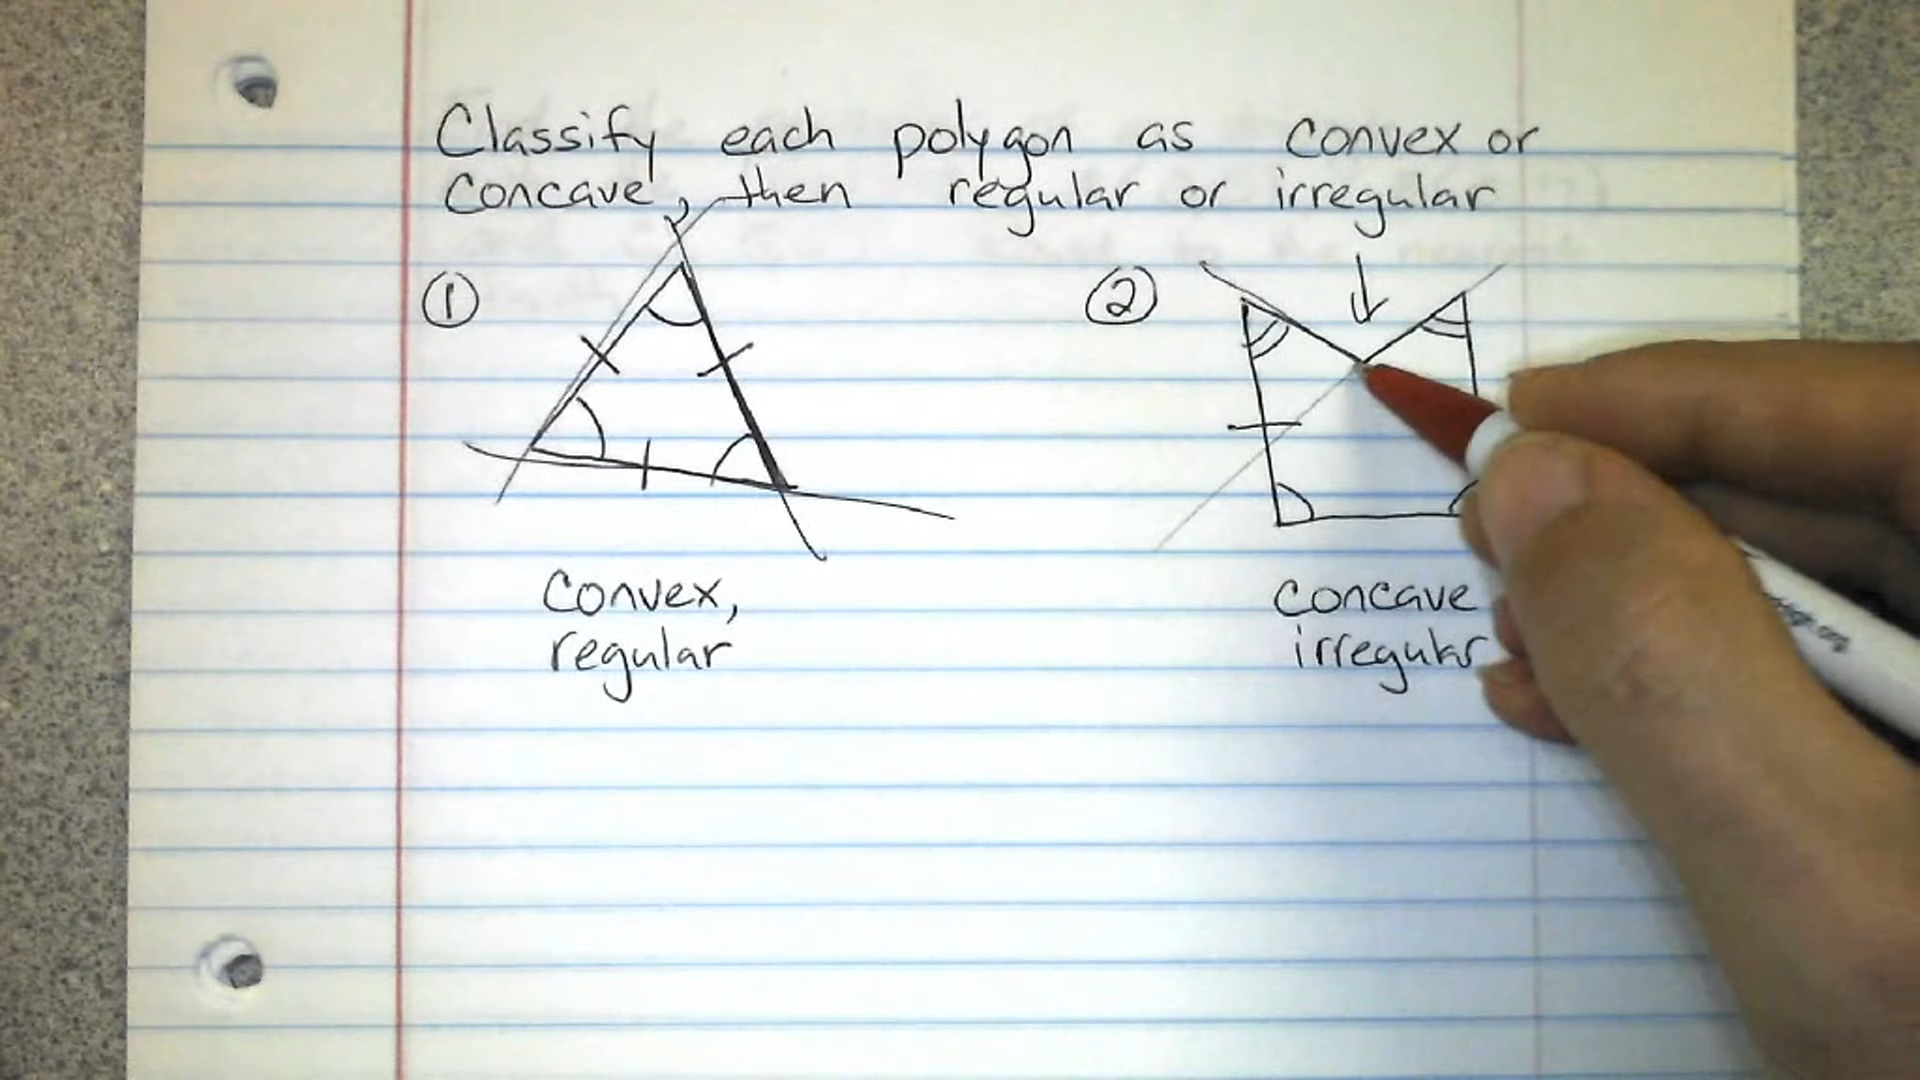 Classify each polygon as convex or
concave, then regular or irregular
① ②
Convex,
regular
concave
irregular